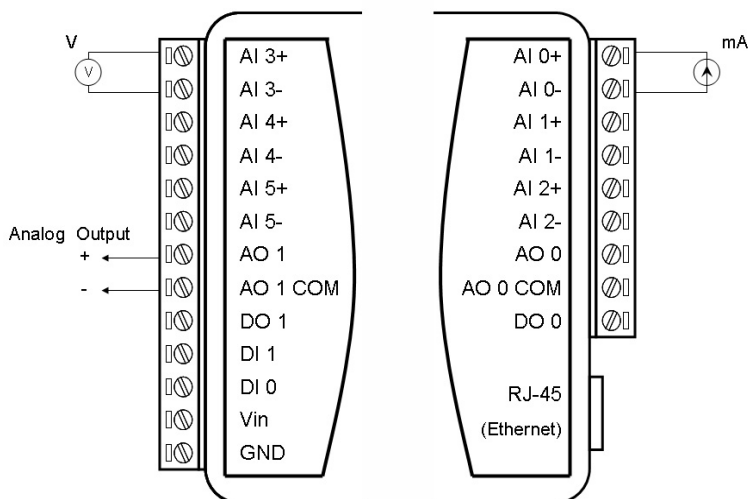 V
V
AI 3+
AI 3-
AI 4+
AI 4-
AI 5+
AI 5-
Analog Output
+
AO 1
-
AO 1 COM
DO 1
DI 1
DI 0
Vin
GND
AI 0+
mA
AI 0-
AI 1+
AI 1-
AI 2+
AI 2-
AO 0
AO 0 COM
DO 0
RJ-45
(Ethernet)